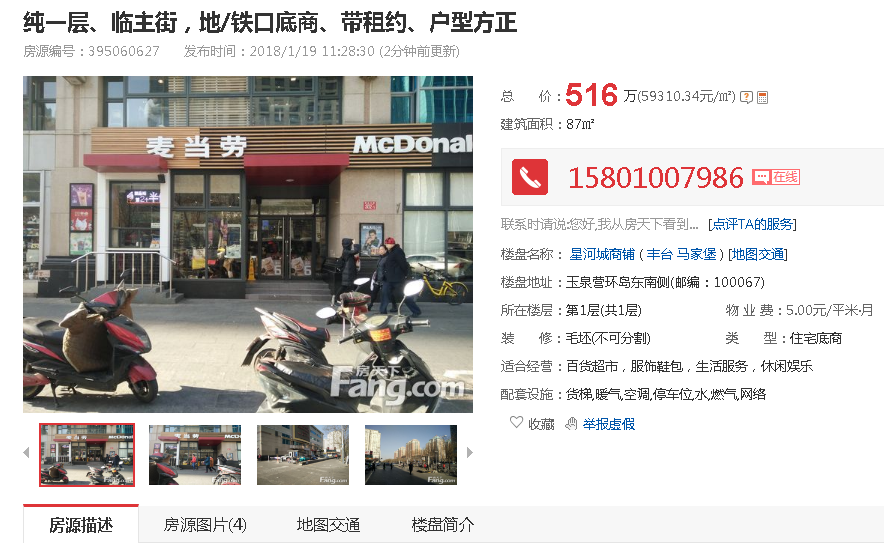 纯一层、临主街，地/铁口底商、带租约、户型方正
房源编号：395060627 发布时间：2018/1/19 11:28:30 (2分钟前更新)
麦当劳 McDonal
房天下
Fang.com
总 价：516 万(59310.34元/㎡)
建筑面积：87㎡
15801007986 在线
联系时请说:您好,我从房天下看到... [点评TA的服务]
楼盘名称： 星河城商铺 ( 丰台 马家堡 ) [地图交通]
楼盘地址：玉泉营环岛东南侧(邮编：100067)
所在楼层：第1层(共1层) 物 业 费：5.00元/平米·月
装 修：毛坯(不可分割) 类 型：住宅底商
适合经营：百货超市，服饰鞋包，生活服务，休闲娱乐
配套设施：货梯,暖气,空调,停车位,水,燃气,网络
收藏 举报虚假
房源描述 房源图片(4) 地图交通 楼盘简介